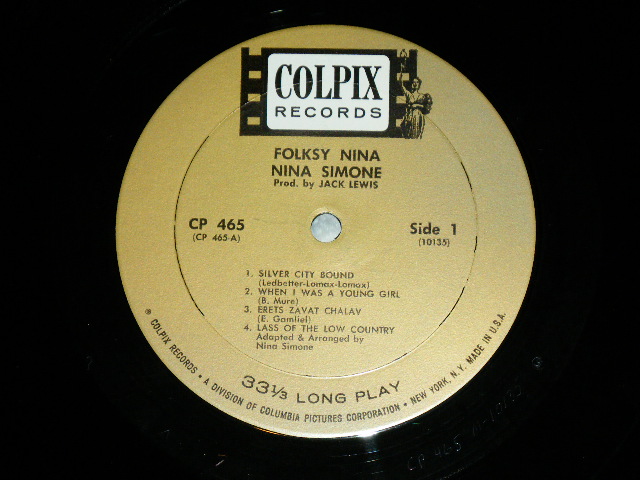 COLPIX
RECORDS
FOLKSY NINA
NINA SIMONE
Prod. by JACK LEWIS
CP 465
(CP 465-A)
Side 1
(10135)
1. SILVER CITY BOUND
(Ledbetter-Lomax-Lomax)
2. WHEN I WAS A YOUNG GIRL
(B. Mure)
3. ERETS ZAVAT CHALAV
(E. Gamliel)
4. LASS OF THE LOW COUNTRY
Adapted & Arranged by
Nina Simone
33⅓ LONG PLAY
® COLPIX RECORDS • A DIVISION OF COLUMBIA PICTURES CORPORATION • NEW YORK, N.Y. MADE IN U.S.A.